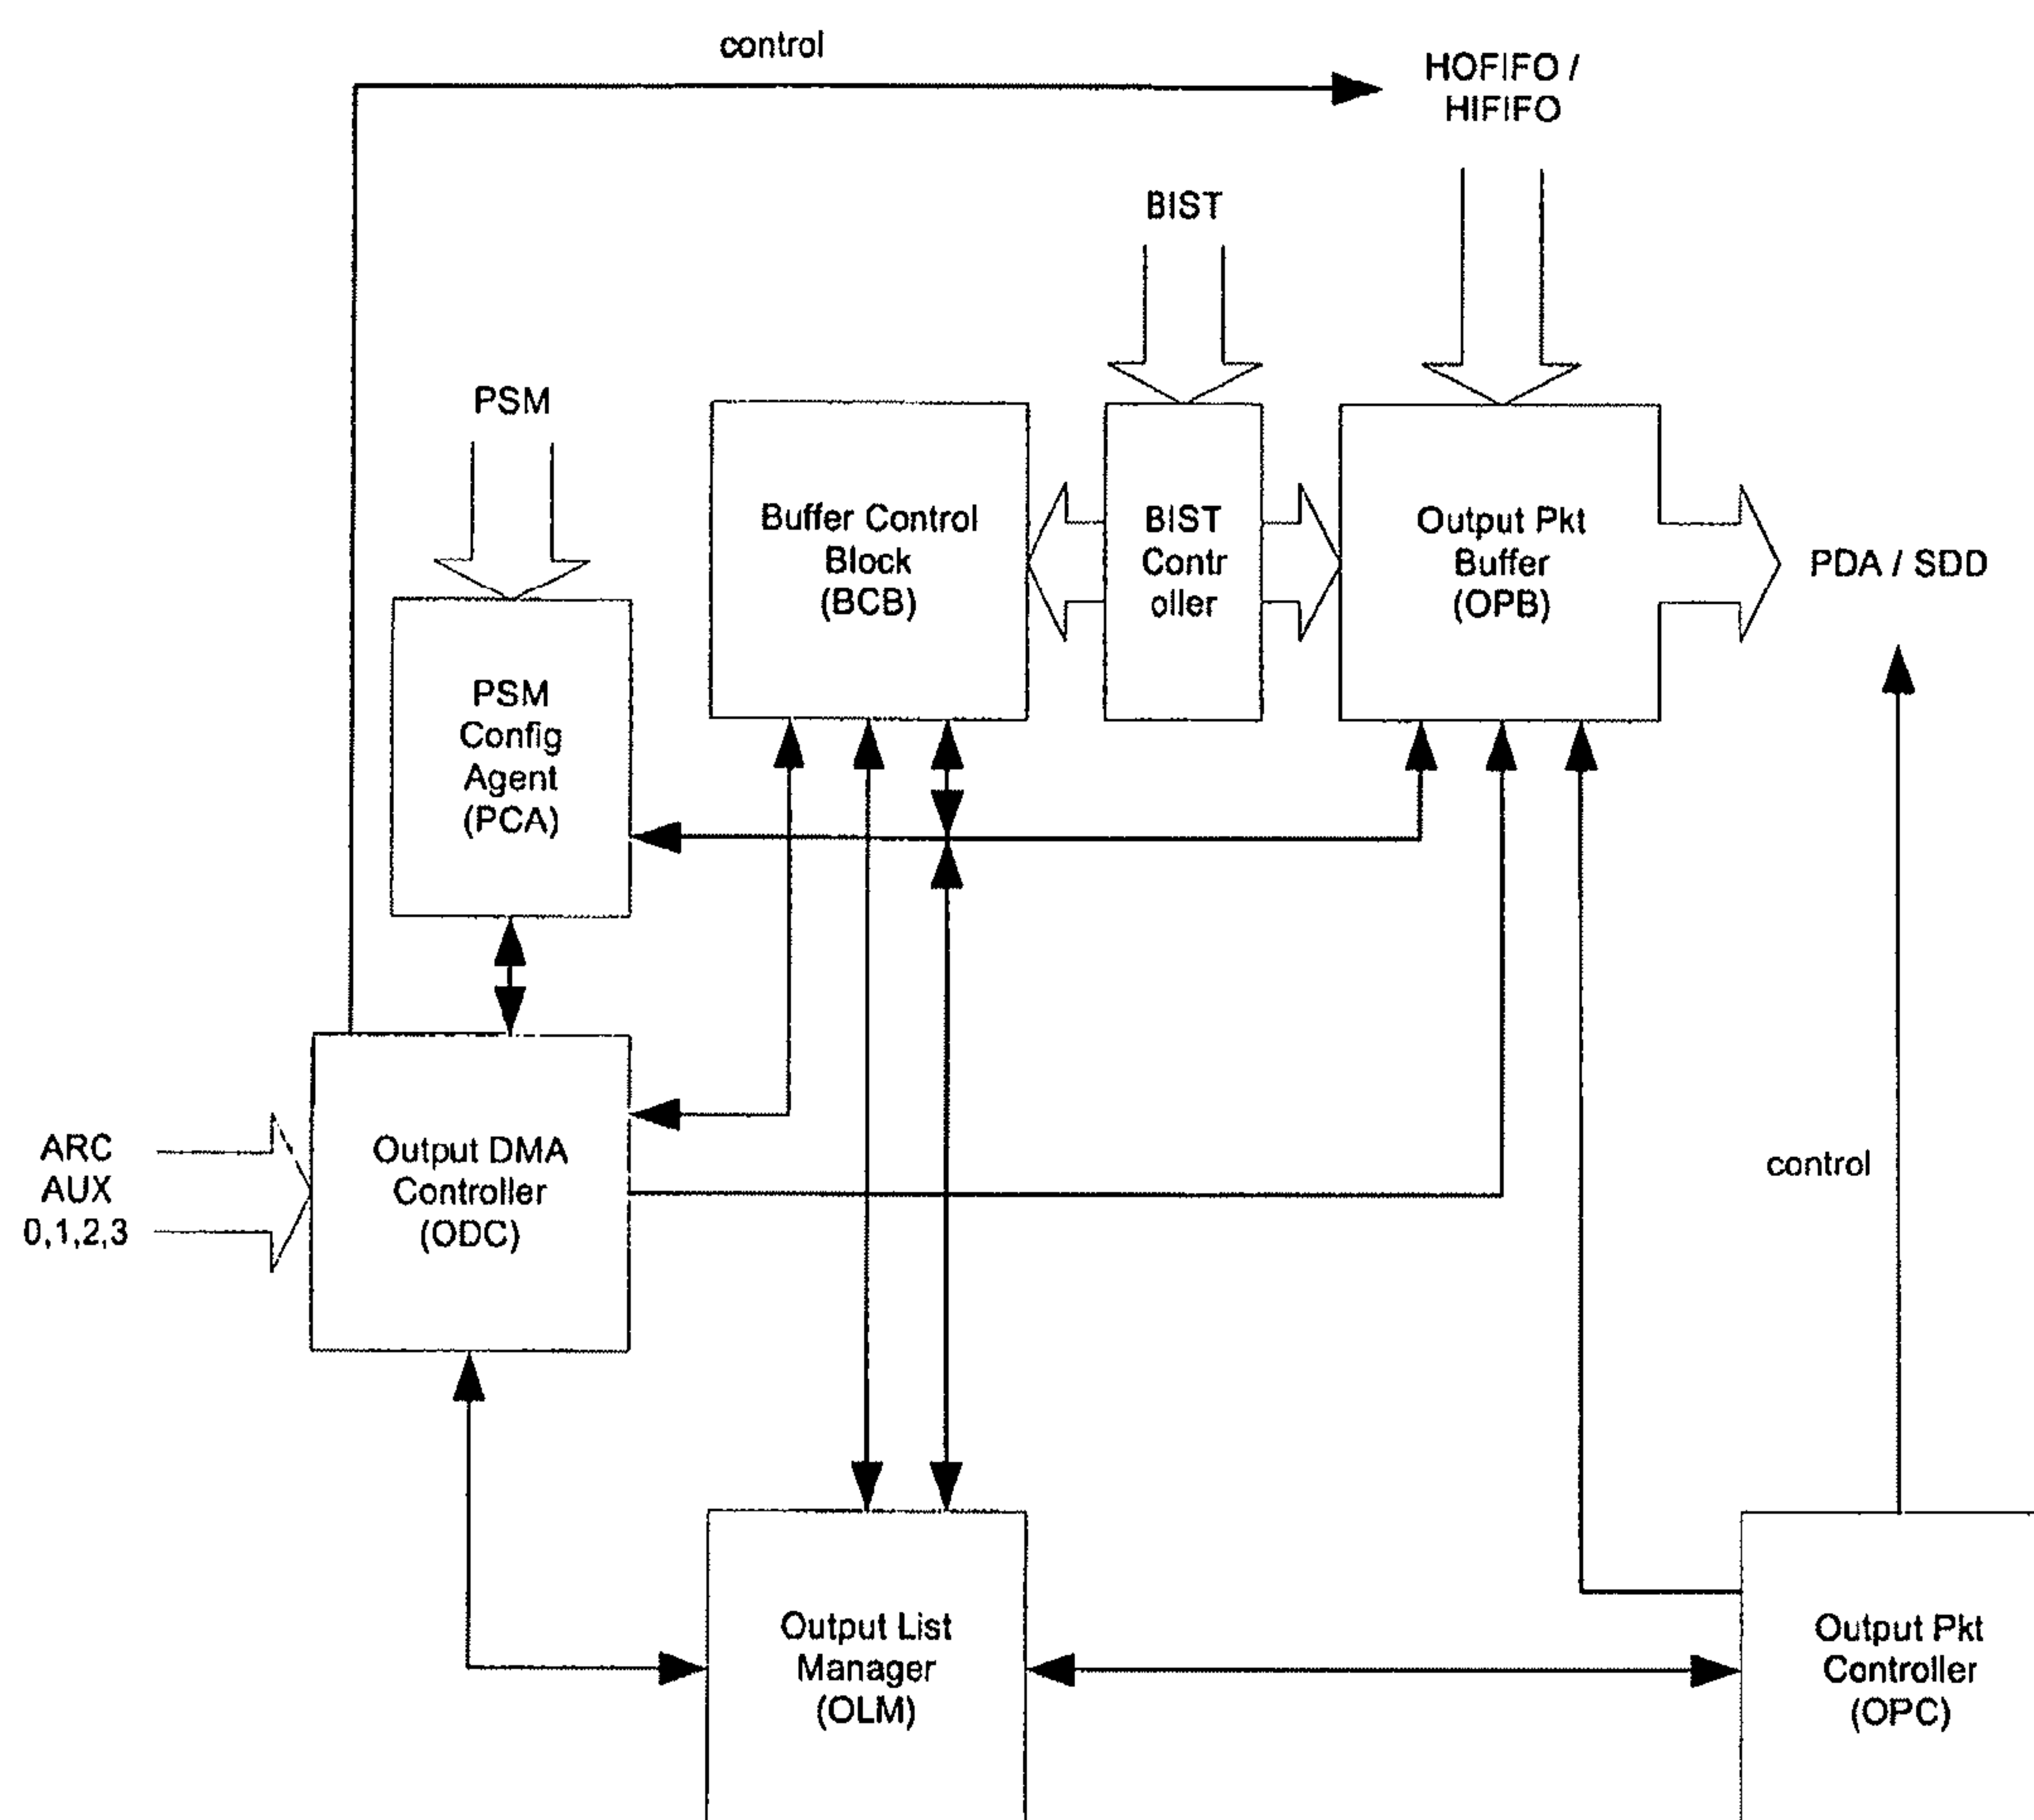 control
HOFIFO /
HIFIFO
BIST
PSM
Buffer Control
Block
(BCB)
BIST
Contr
oller
Output Pkt
Buffer
(OPB)
PDA / SDD
PSM
Config
Agent
(PCA)
ARC
AUX
0,1,2,3
Output DMA
Controller
(ODC)
control
Output List
Manager
(OLM)
Output Pkt
Controller
(OPC)